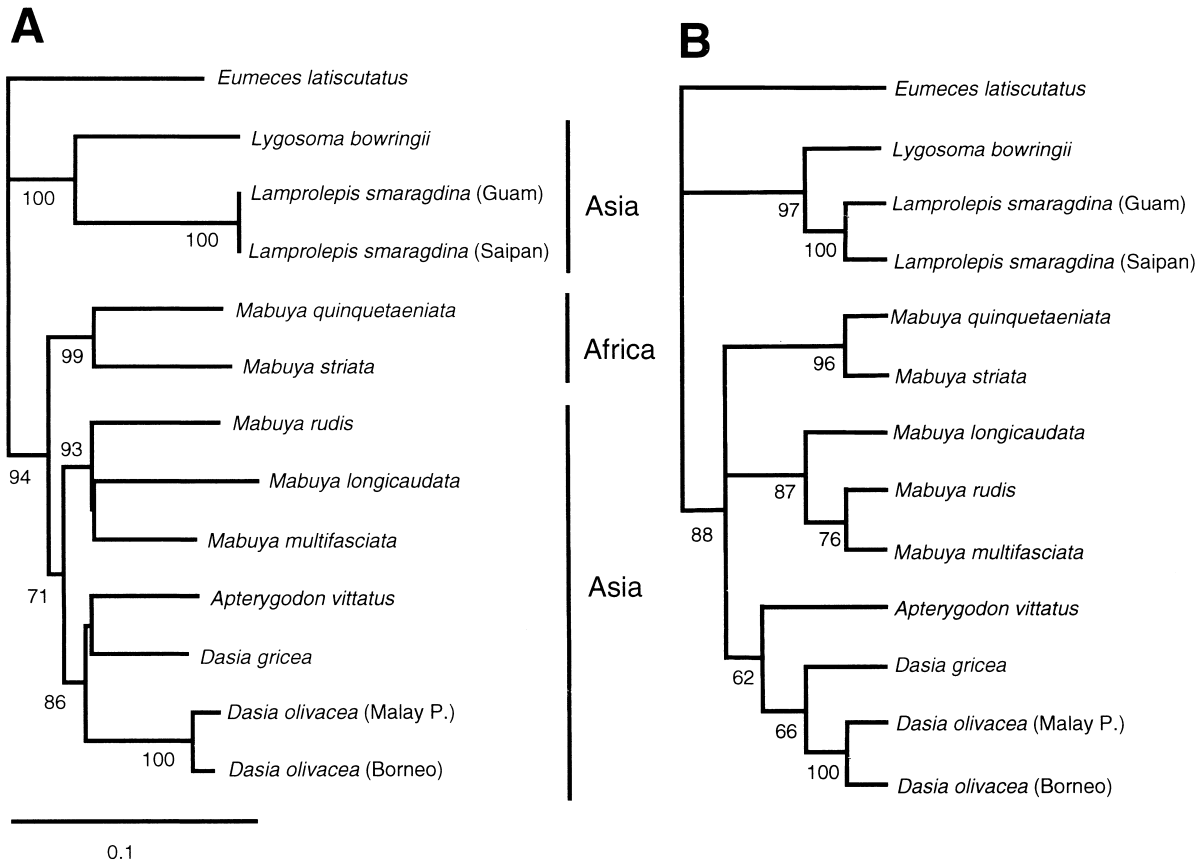 A
Eumeces latiscutatus
Lygosoma bowringii
100
Lamprolepis smaragdina (Guam)
100
Lamprolepis smaragdina (Saipan)
Asia
Mabuya quinquetaeniata
99
Mabuya striata
Africa
Mabuya rudis
93
94
Mabuya longicaudata
Mabuya multifasciata
71
Apterygodon vittatus
Dasia gricea
86
Dasia olivacea (Malay P.)
100
Dasia olivacea (Borneo)
Asia
0.1
B
Eumeces latiscutatus
Lygosoma bowringii
97
Lamprolepis smaragdina (Guam)
100
Lamprolepis smaragdina (Saipan)
Mabuya quinquetaeniata
96
Mabuya striata
Mabuya longicaudata
87
Mabuya rudis
76
88
Mabuya multifasciata
Apterygodon vittatus
62
Dasia gricea
66
Dasia olivacea (Malay P.)
100
Dasia olivacea (Borneo)